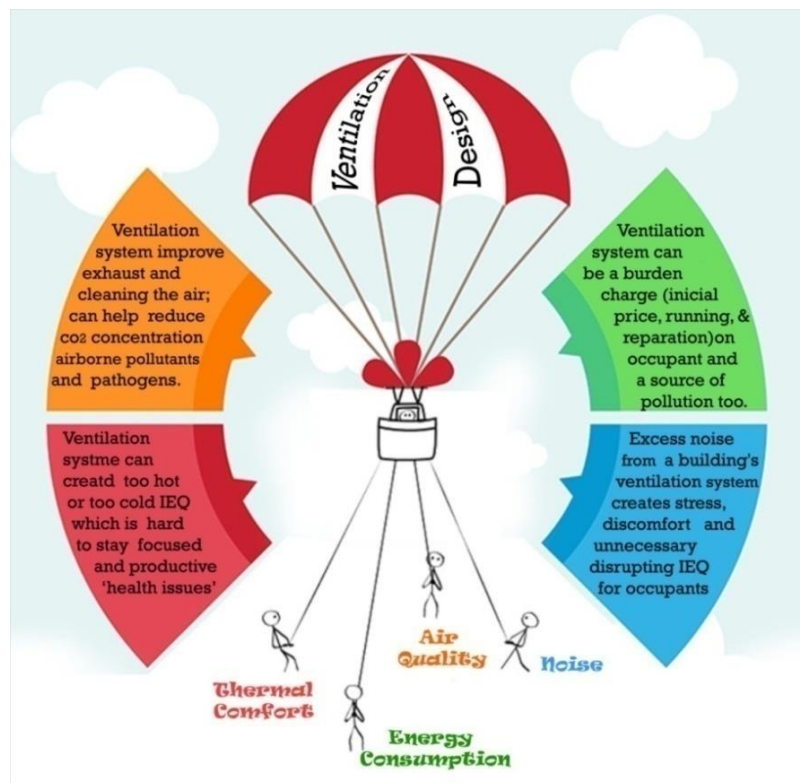 Ventilation
Design
Ventilation
system improve
exhaust and
cleaning the air;
can help reduce
co2 concentration
airborne pollutants
and pathogens.
Ventilation
system can
be a burden
charge (inicial
price, running, &
reparation)on
occupant and
a source of
pollution too.
Ventilation
systme can
creatd too hot
or too cold IEQ
which is hard
to stay focused
and productive
‘health issues’
Excess noise
from a building's
ventilation system
creates stress,
discomfort and
unnecessary
disrupting IEQ
for occupants
Air
Quality
Noise
Thermal
Comfort
Energy
Consumption